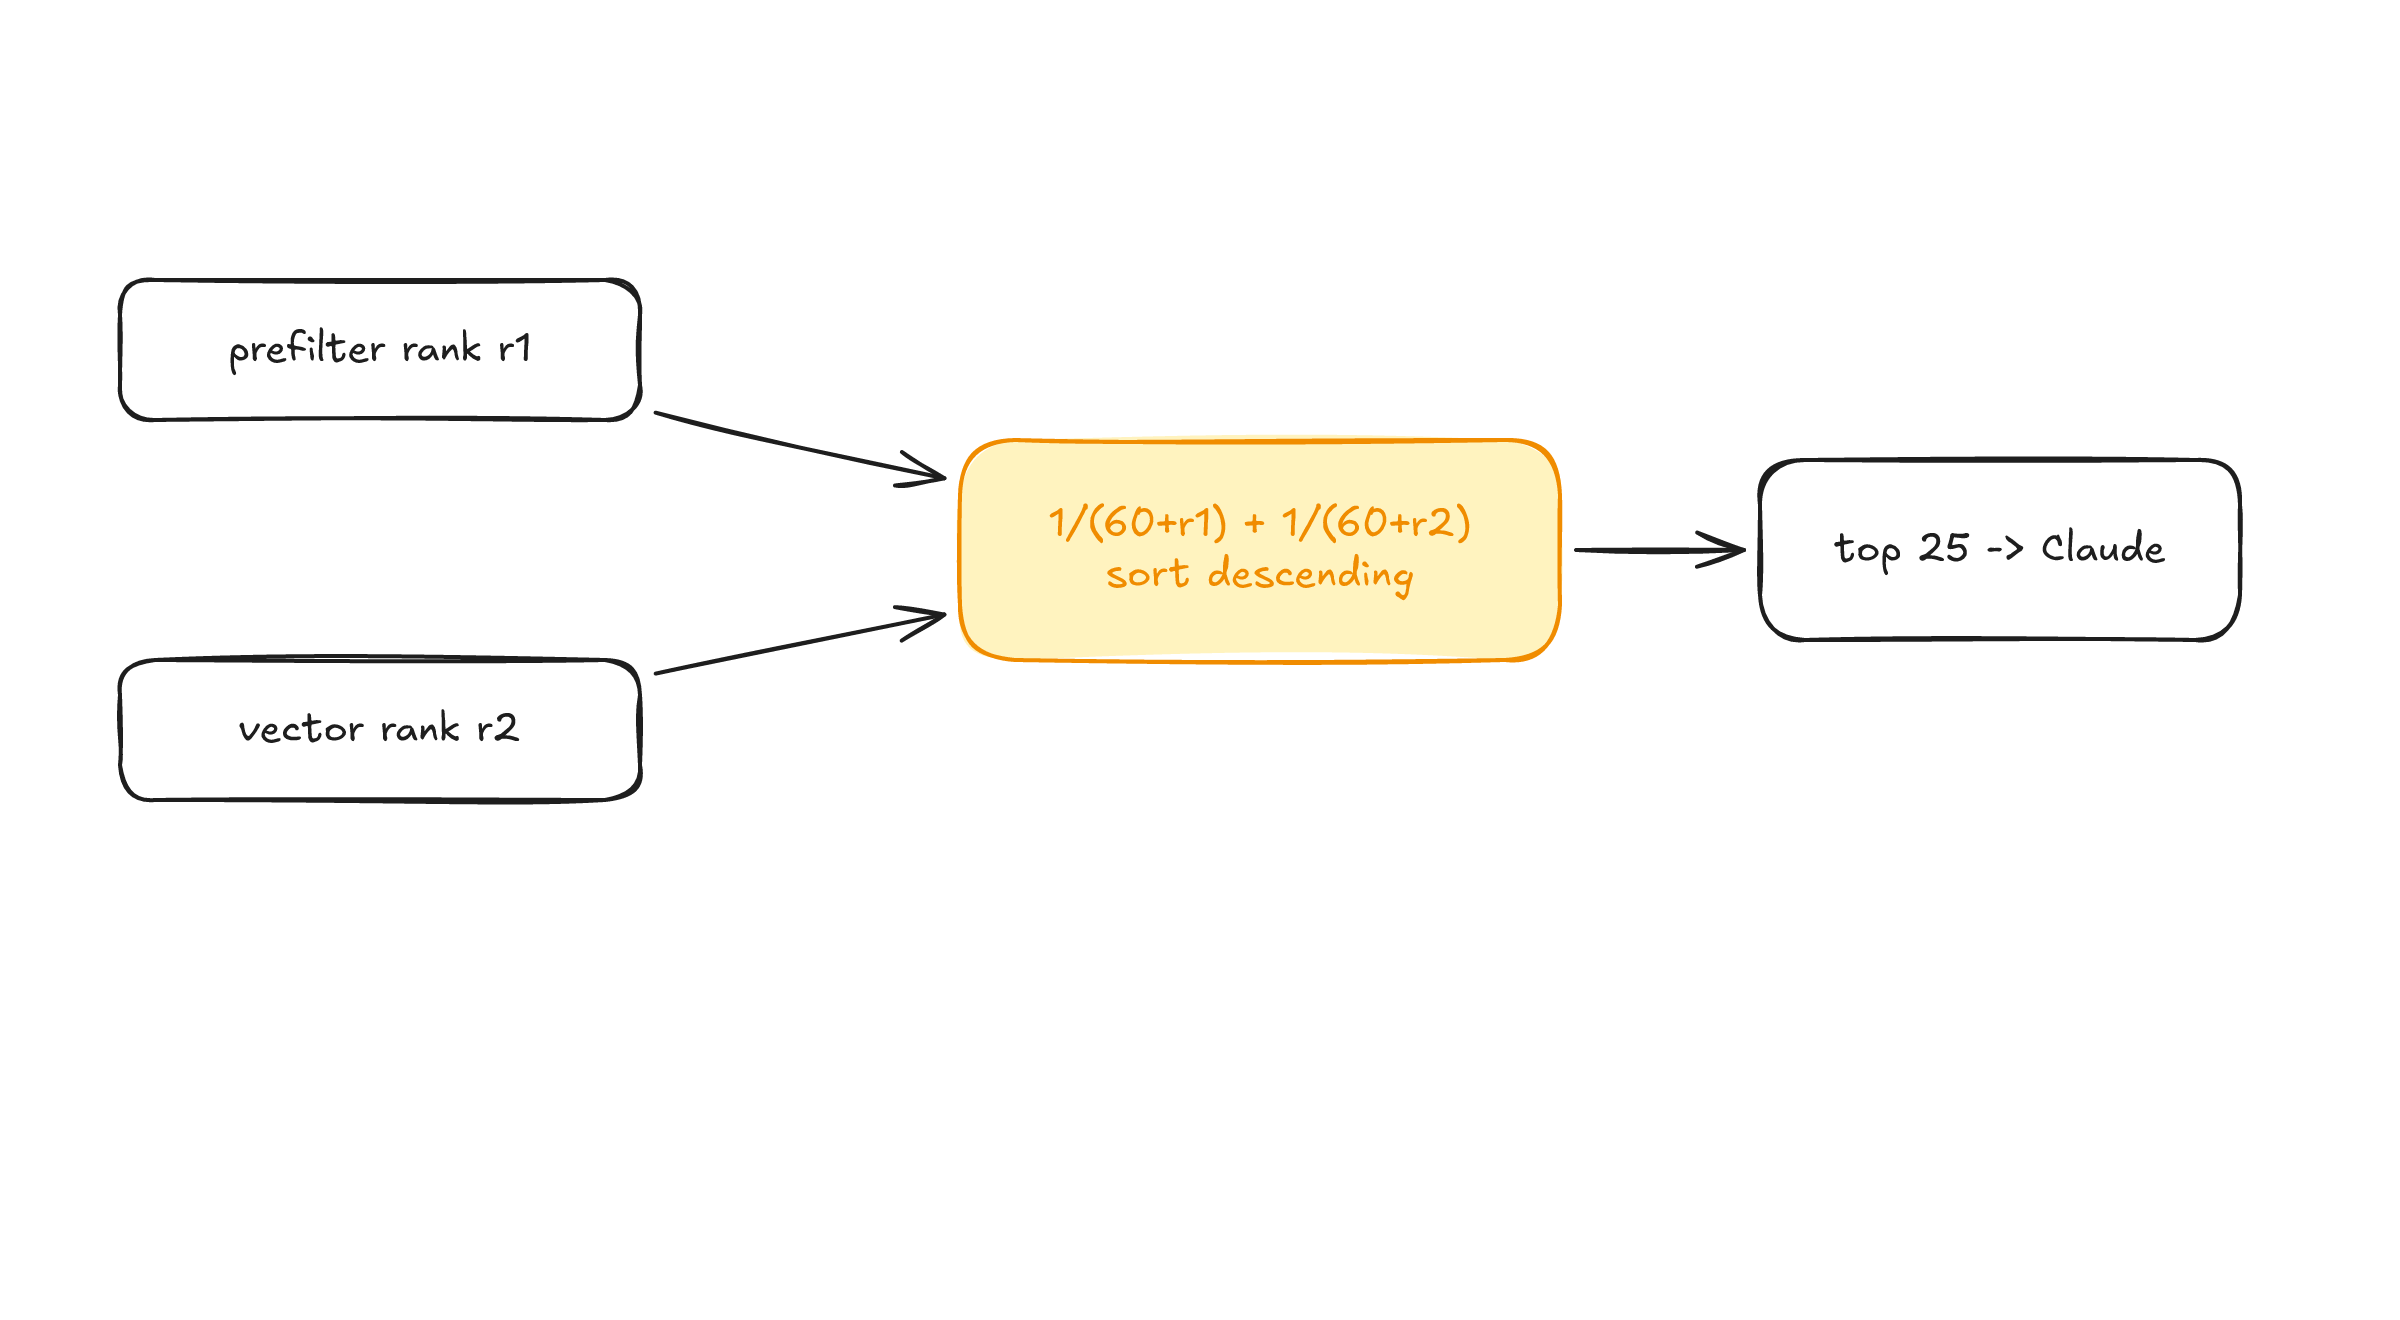 prefilter rank r1
vector rank r2
1/(60+r1) + 1/(60+r2)
sort descending
top 25 -> Claude